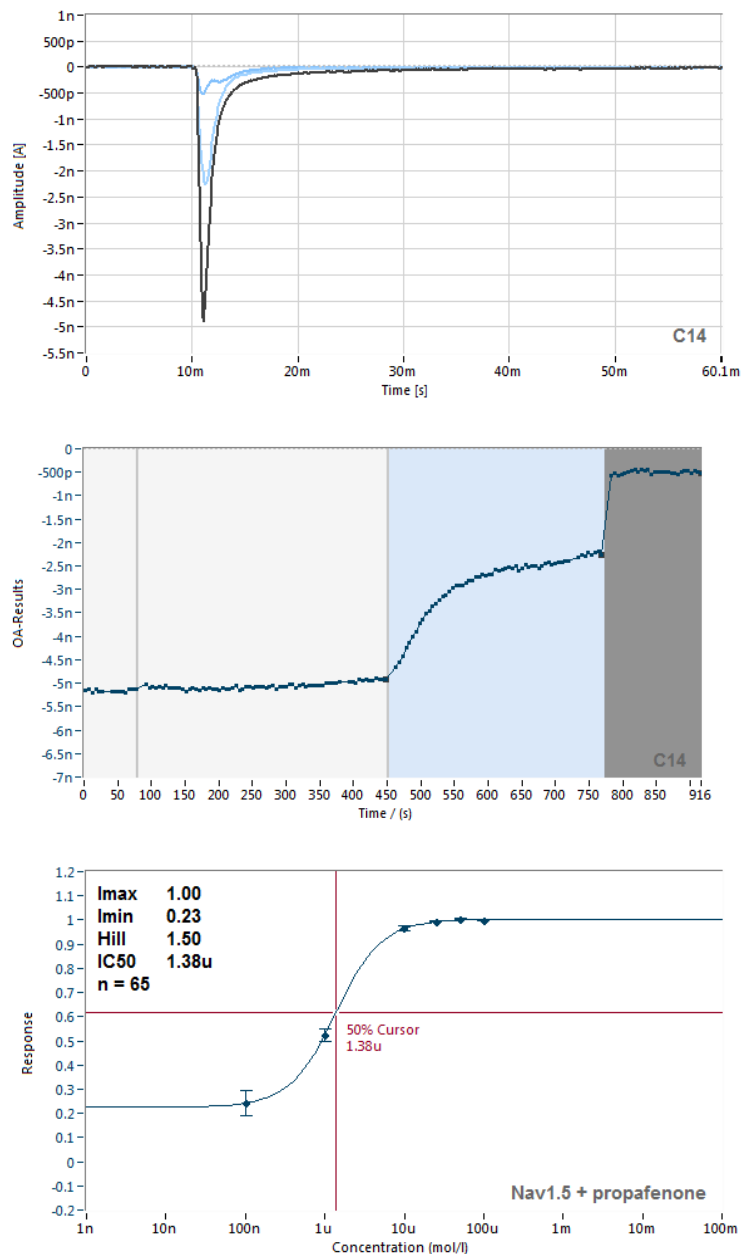 1n
500p
0
-500p
-1n
-1.5n
-2n
-2.5n
-3n
-3.5n
-4n
-4.5n
-5n
-5.5n
Amplitude [A]
C14
0 10m 20m 30m 40m 50m 60.1m
Time [s]
0
-500p
-1n
-1.5n
-2n
-2.5n
-3n
-3.5n
-4n
-4.5n
-5n
-5.5n
-6n
-6.5n
-7n
OA-Results
C14
0 50 100 150 200 250 300 350 400 450 500 550 600 650 700 750 800 850 916
Time / (s)
1.2
1.1
1
0.9
0.8
0.7
0.6
0.5
0.4
0.3
0.2
0.1
0
-0.1
-0.2
Response
Imax 1.00
Imin 0.23
Hill 1.50
IC50 1.38u
n = 65
50% Cursor
1.38u
Nav1.5 + propafenone
1n 10n 100n 1u 10u 100u 1m 10m 100m
Concentration (mol/l)